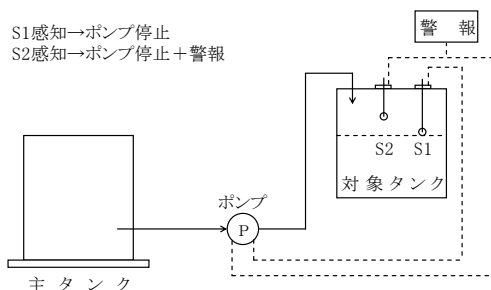 S1感知→ポンプ停止
S2感知→ポンプ停止＋警報
警 報
S2 S1
対象タンク
ポンプ
P
主タンク